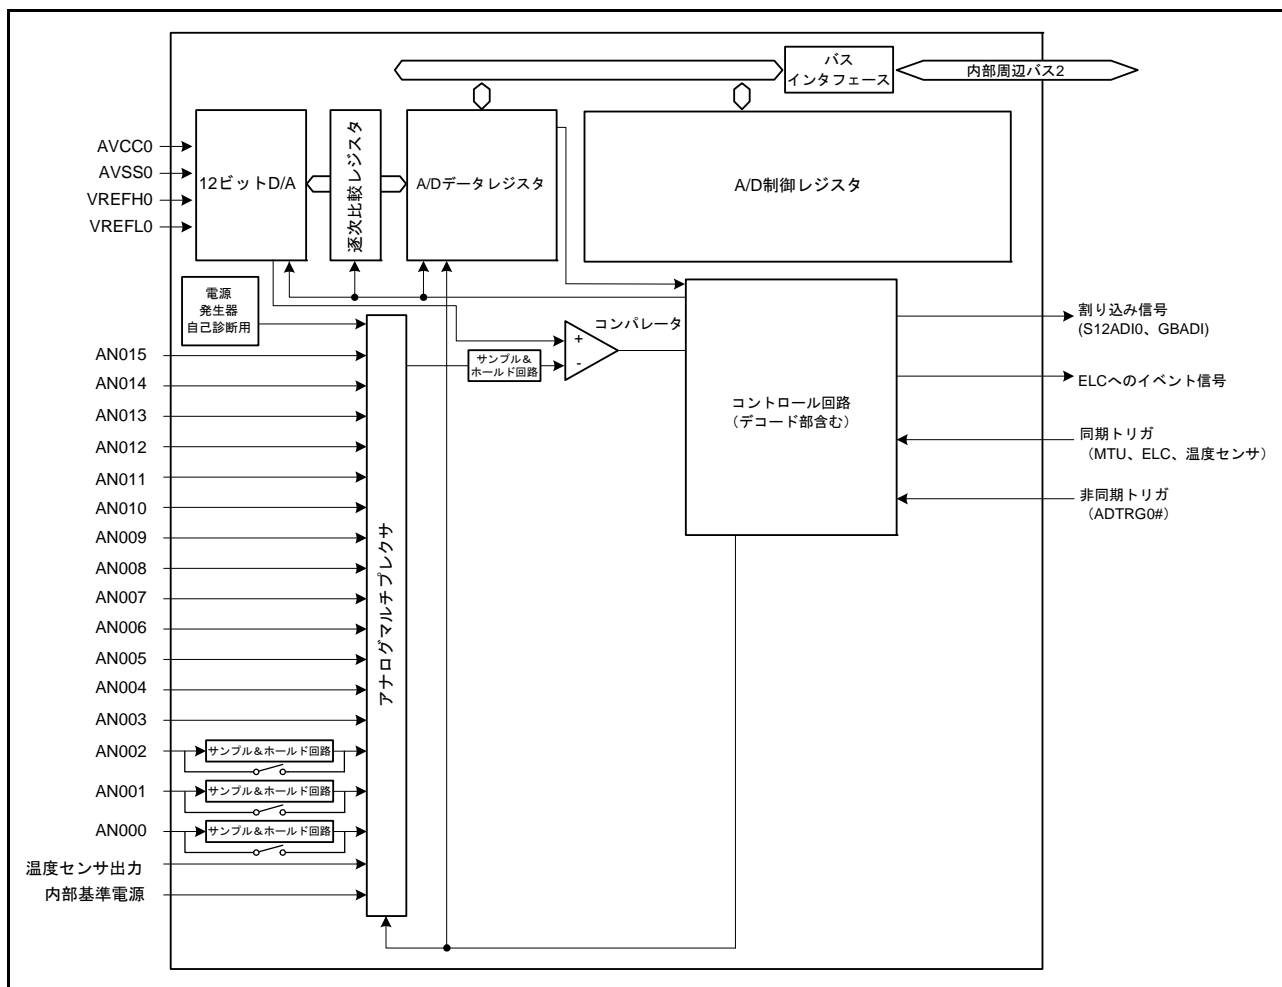 バス
インタフェース
内部周辺バス2
AVCC0
AVSS0
VREFH0
VREFL0
12ビットD/A
逐次比較レジスタ
A/Dデータレジスタ
A/D制御レジスタ
電源
発生器
自己診断用
コンパレータ
+
-
サンプル&
ホールド回路
コントロール回路
(デコード部含む)
割り込み信号
(S12ADI0、GBADI)
ELCへのイベント信号
同期トリガ
(MTU、ELC、温度センサ)
非同期トリガ
(ADTRG0#)
アナログマルチプレクサ
AN015
AN014
AN013
AN012
AN011
AN010
AN009
AN008
AN007
AN006
AN005
AN004
AN003
AN002
サンプル&ホールド回路
AN001
サンプル&ホールド回路
AN000
サンプル&ホールド回路
温度センサ出力
内部基準電源